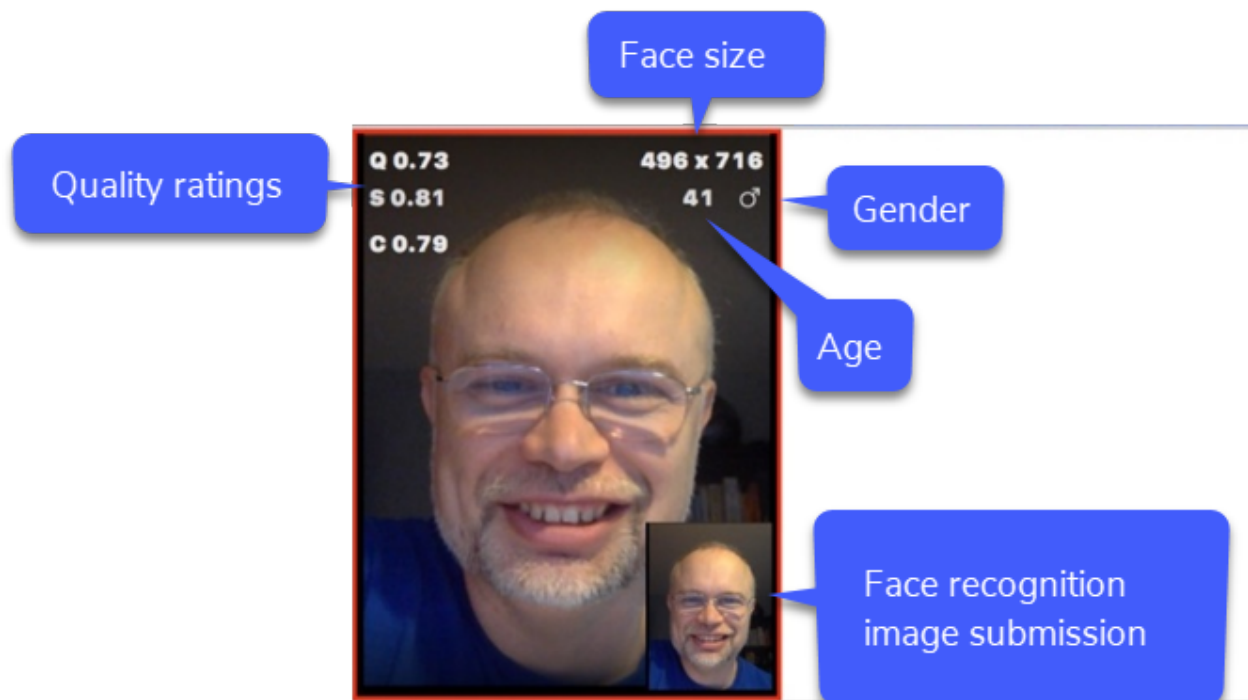 Face size
Quality ratings
Q 0.73
496 x 716
S 0.81
41 ♂
Gender
C 0.79
Age
Face recognition
image submission